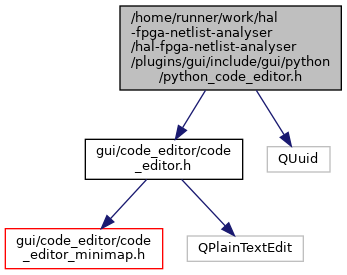 /home/runner/work/hal
-fpga-netlist-analyser
/hal-fpga-netlist-analyser
/plugins/gui/include/gui/python
/python_code_editor.h
gui/code_editor/code
_editor.h
QUuid
gui/code_editor/code
_editor_minimap.h
QPlainTextEdit